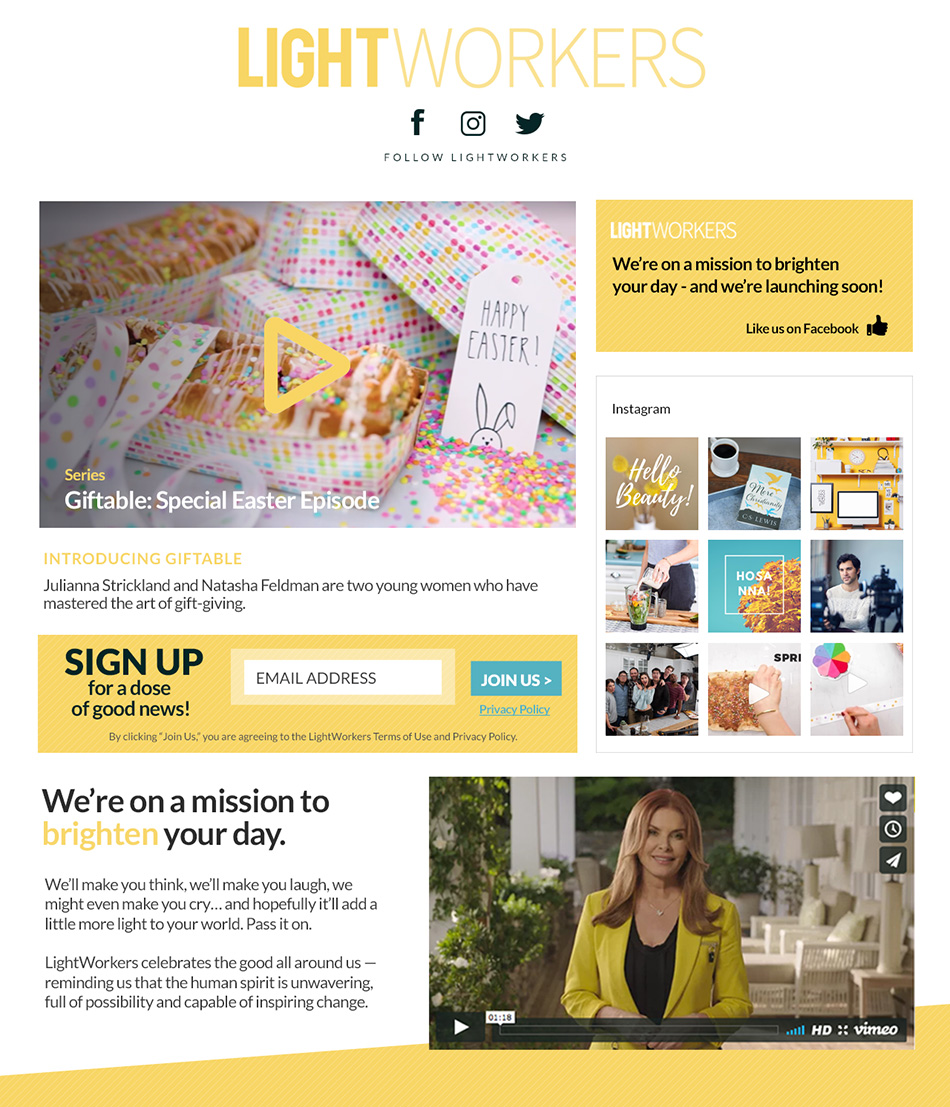 LIGHTWORKERS
FOLLOW LIGHTWORKERS
HAPPY
EASTER!
Series
Giftable: Special Easter Episode
INTRODUCING GIFTABLE
Julianna Strickland and Natasha Feldman are two young women who have
mastered the art of gift-giving.
SIGN UP
for a dose
of good news!
EMAIL ADDRESS
JOIN US >
Privacy Policy
By clicking "Join Us," you are agreeing to the LightWorkers Terms of Use and Privacy Policy.
LIGHTWORKERS
We're on a mission to brighten
your day - and we're launching soon!
Like us on Facebook
Instagram
Hello
Beauty!
Mere
Christianity
C·S·LEWIS
HOSA
NNA!
SPRI
We're on a mission to
brighten your day.
We'll make you think, we'll make you laugh, we
might even make you cry... and hopefully it'll add a
little more light to your world. Pass it on.
LightWorkers celebrates the good all around us —
reminding us that the human spirit is unwavering,
full of possibility and capable of inspiring change.
01:18
HD vimeo